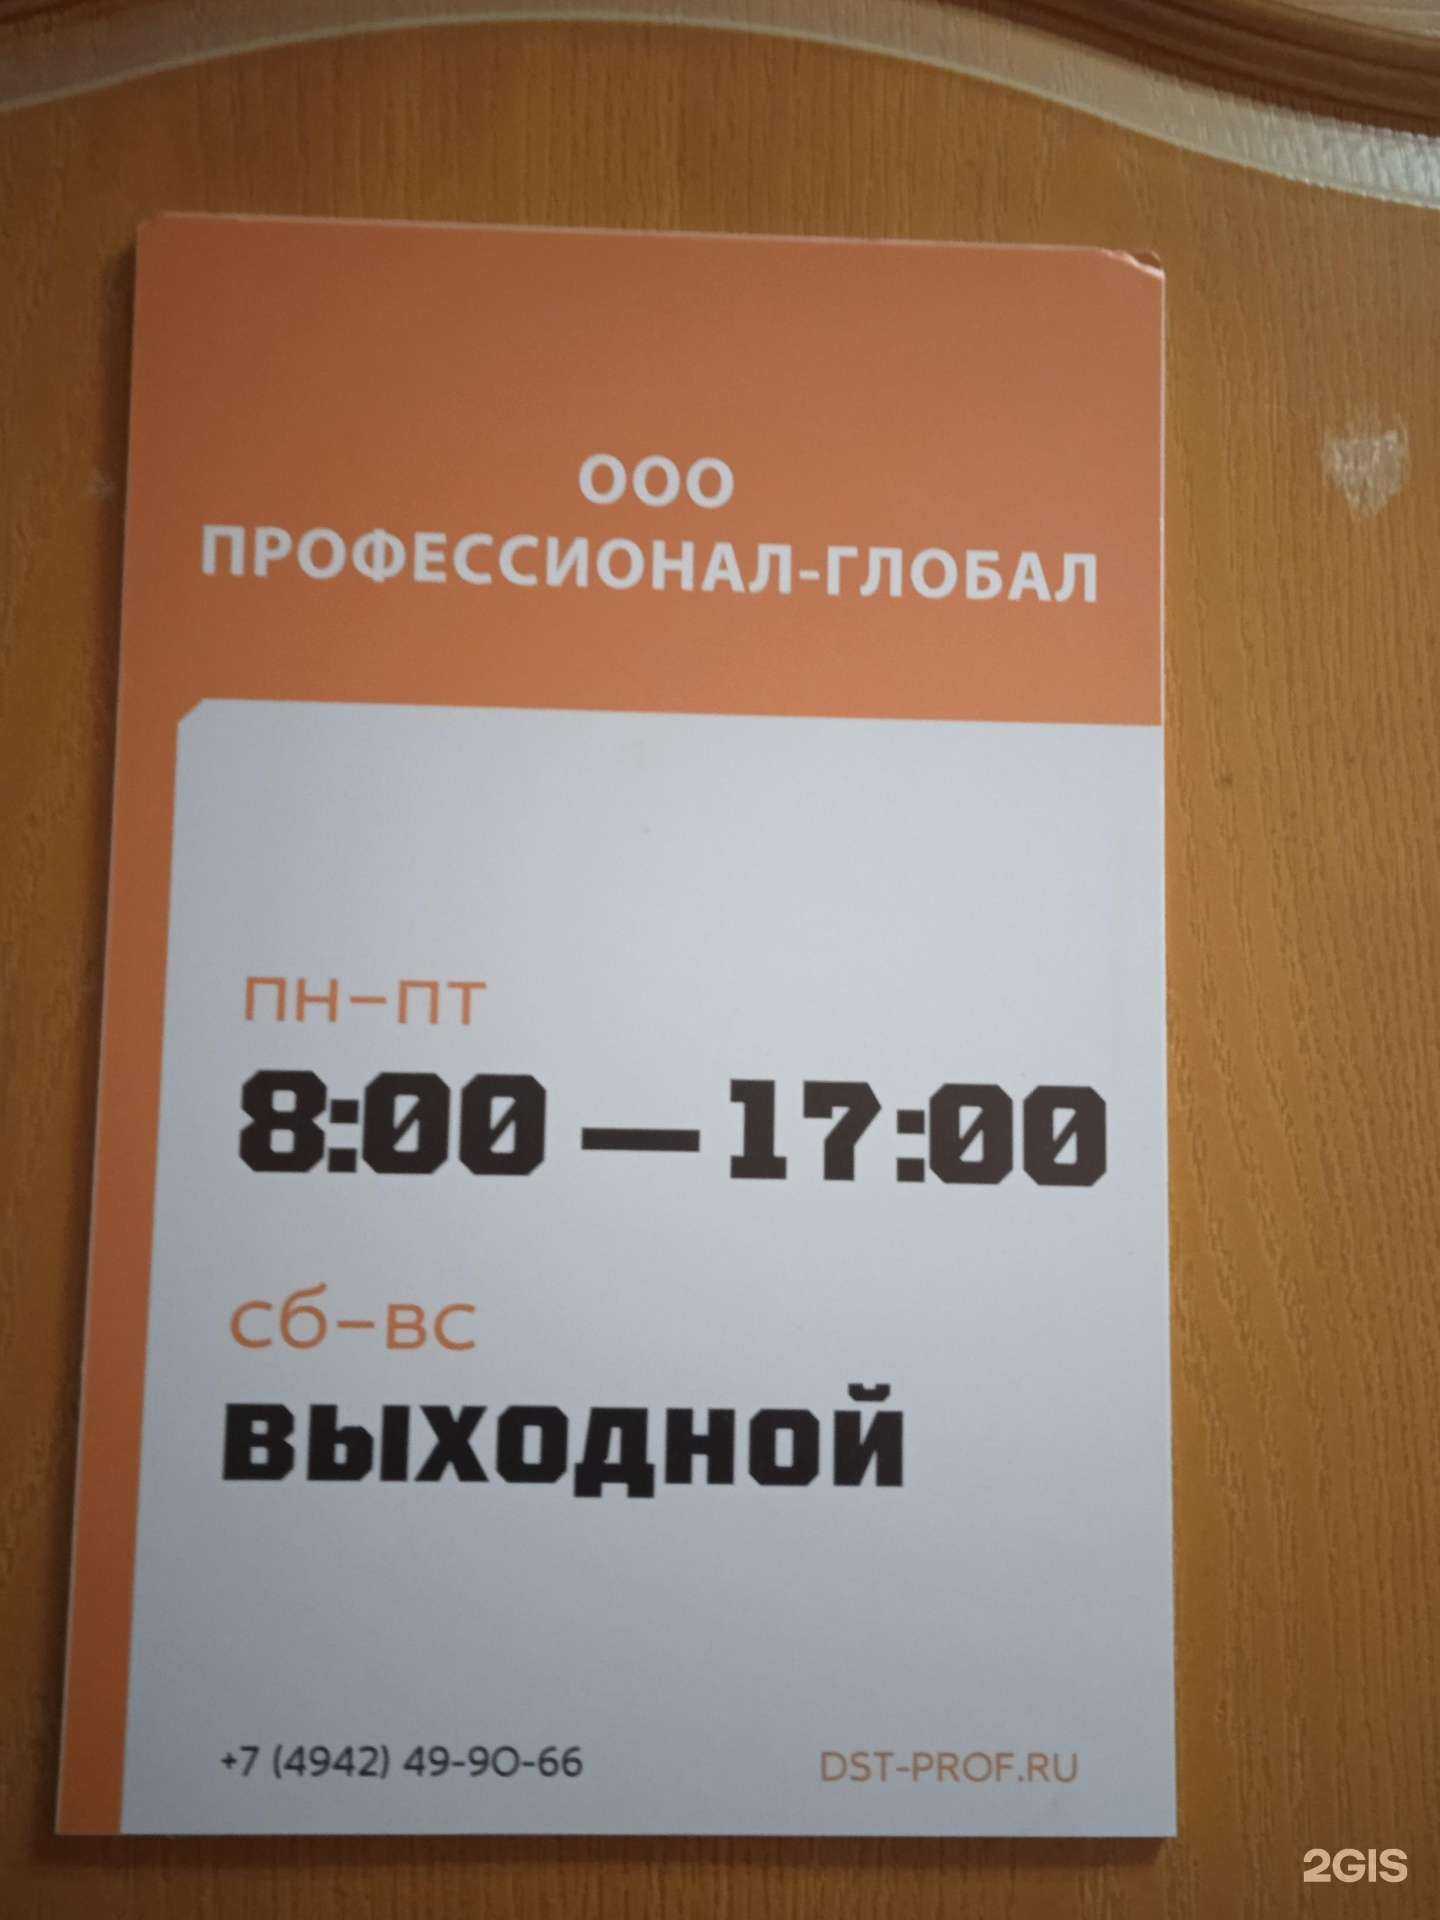 ООО
ПРОФЕССИОНАЛ-ГЛОБАЛ
пн-пт
8:00 — 17:00
сб-вс
выходной
+7 (4942) 49-90-66 DST-PROF.RU
2GIS